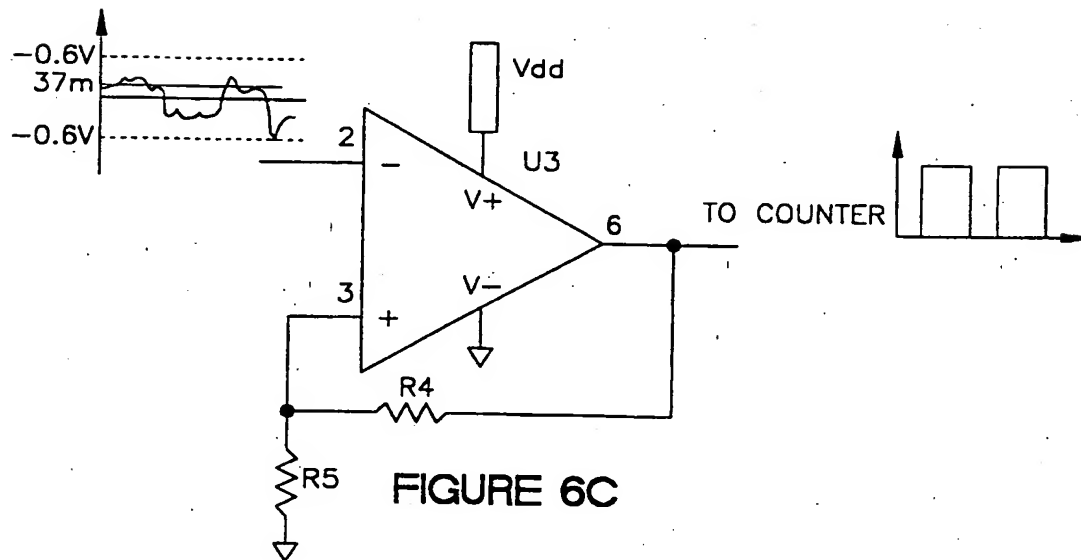 -0.6V
37m
-0.6V
Vdd
2
-
U3
V+
TO COUNTER
6
V-
3
+
R4
R5
FIGURE 6C